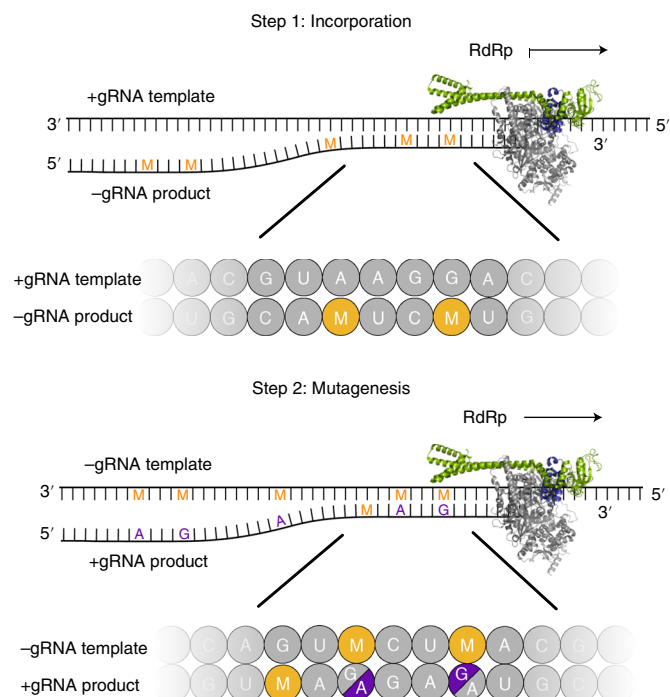 Step 1: Incorporation
RdRp
+gRNA template
3′ 5′
M M M M M
5′ 3′
−gRNA product
+gRNA template A C G U A A G G A C
−gRNA product U G C A M U C M U G
Step 2: Mutagenesis
RdRp
−gRNA template
3′ M M M M M 5′
A G A M A G
5′ 3′
+gRNA product
−gRNA template C A G U M C U M A C G
+gRNA product G U M A G A G A G A U G C